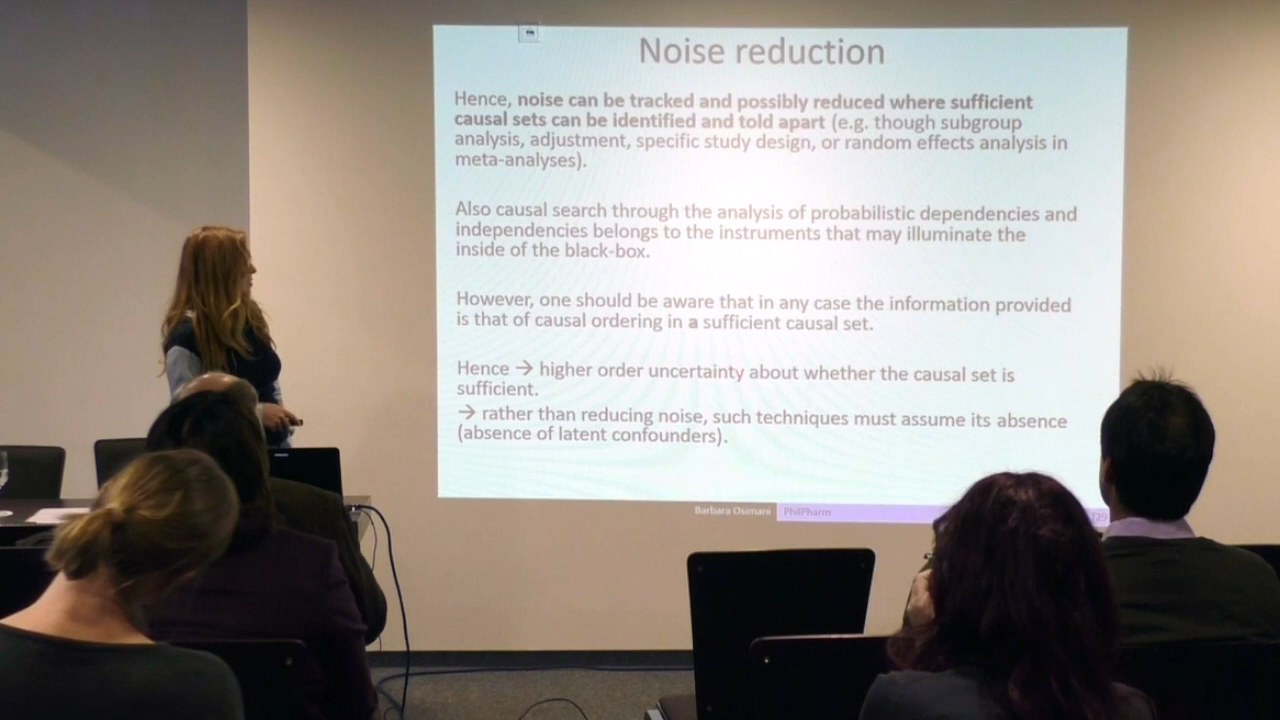 Noise reduction
Hence, noise can be tracked and possibly reduced where sufficient
causal sets can be identified and told apart (e.g. though subgroup
analysis, adjustment, specific study design, or random effects analysis in
meta-analyses).
Also causal search through the analysis of probabilistic dependencies and
independencies belongs to the instruments that may illuminate the
inside of the black-box.
However, one should be aware that in any case the information provided
is that of causal ordering in a sufficient causal set.
Hence → higher order uncertainty about whether the causal set is
sufficient.
→ rather than reducing noise, such techniques must assume its absence
(absence of latent confounders).
Barbara Osimani PhilPharm